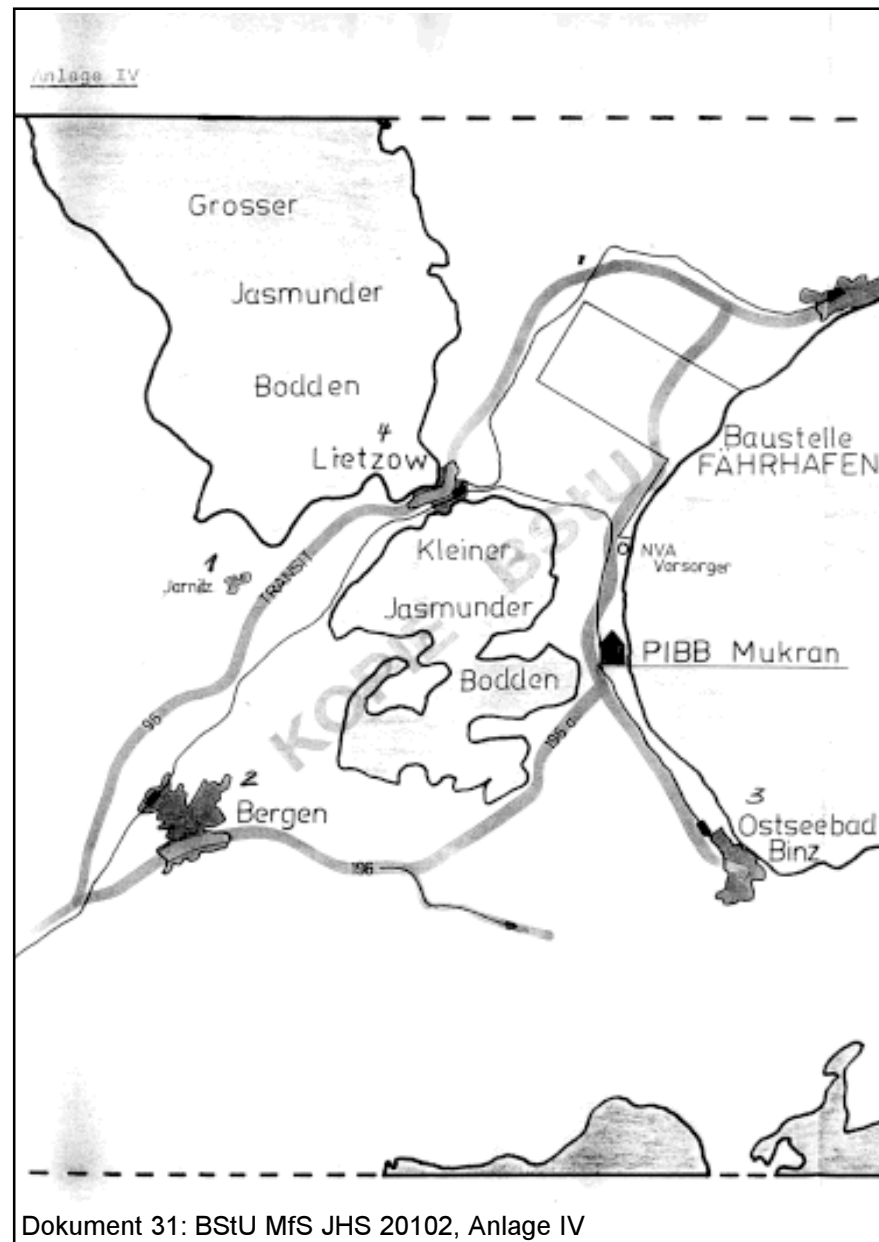 Anlage IV
Grosser
Jasmunder
Bodden
4
Lietzow
Baustelle
FÄHRHAFEN
Kleiner
Jasmunder
Bodden
NVA
Versorger
1
Jarnitz
TRANSIT
PIBB Mukran
96
196 a
2
Bergen
3
Ostseebad
Binz
196
KOPIE BStU
Dokument 31: BStU MfS JHS 20102, Anlage IV